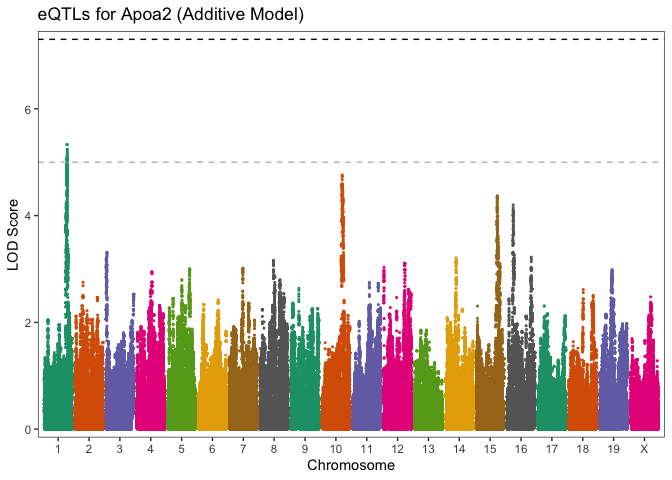 eQTLs for Apoa2 (Additive Model)
6
4
2
0
LOD Score
1 2 3 4 5 6 7 8 9 10 11 12 13 14 15 16 17 18 19 X
Chromosome